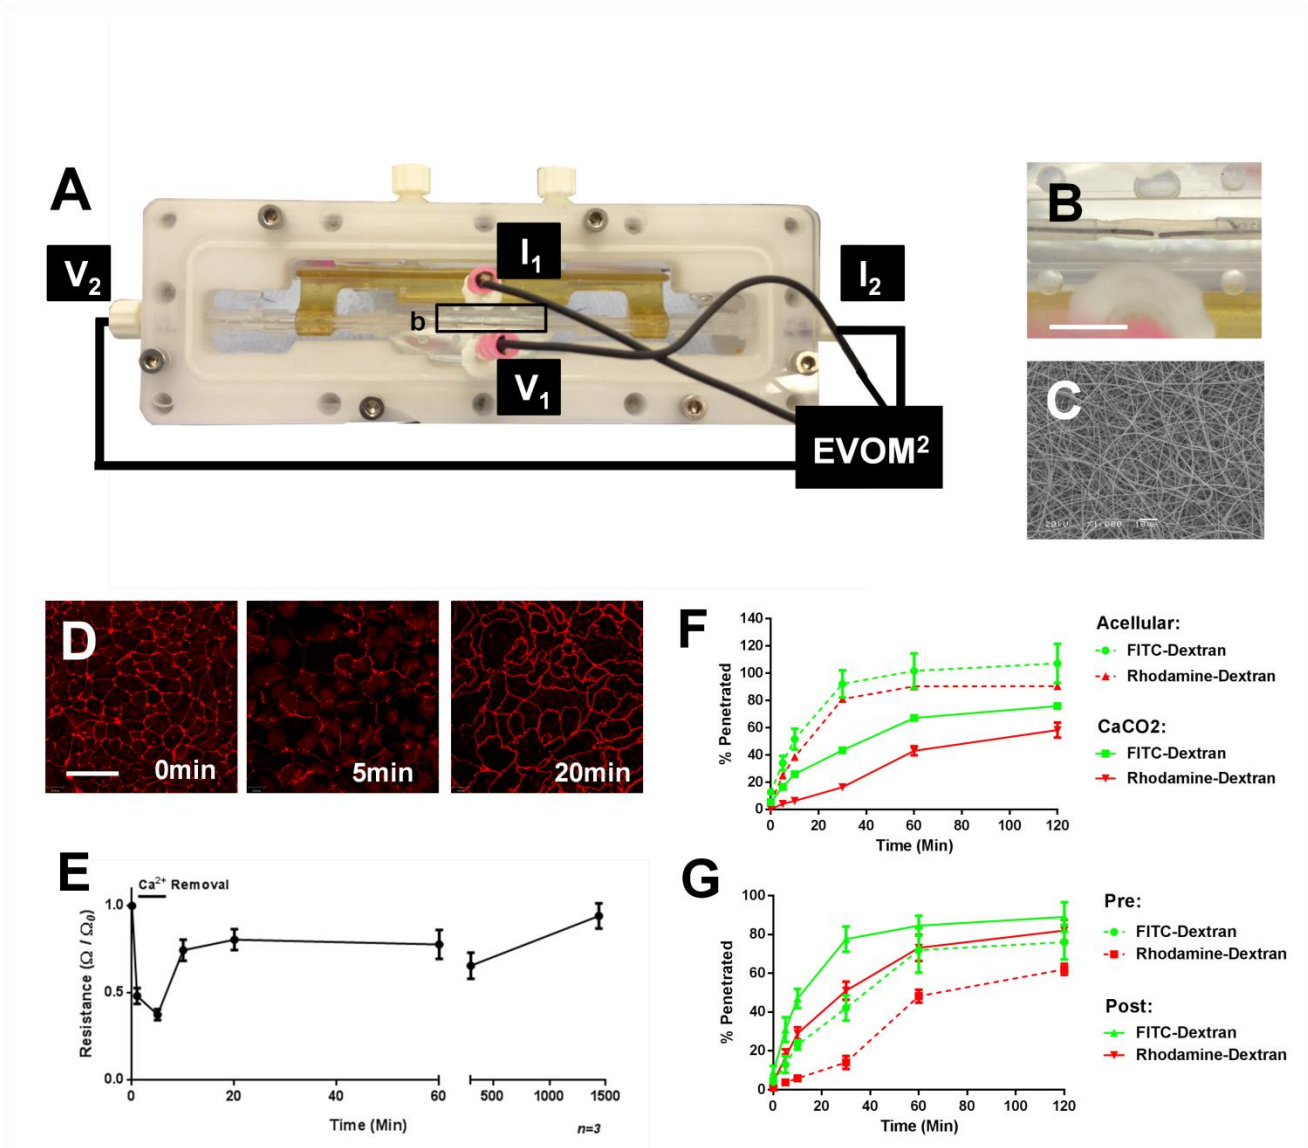 A
V2
I1
I2
b
V1
EVOM2
B
C
20kV X1,000 10μm
D
0min
5min
20min
E
Ca2+ Removal
Resistance (Ω / Ω0)
1.0
0.5
0.0
0 20 40 60 500 1000 1500
Time (Min)
n=3
F
% Penetrated
140
120
100
80
60
40
20
0
0 20 40 60 80 100 120
Time (Min)
Acellular:
FITC-Dextran
Rhodamine-Dextran
CaCO2:
FITC-Dextran
Rhodamine-Dextran
G
% Penetrated
100
80
60
40
20
0
0 20 40 60 80 100 120
Time (Min)
Pre:
FITC-Dextran
Rhodamine-Dextran
Post:
FITC-Dextran
Rhodamine-Dextran